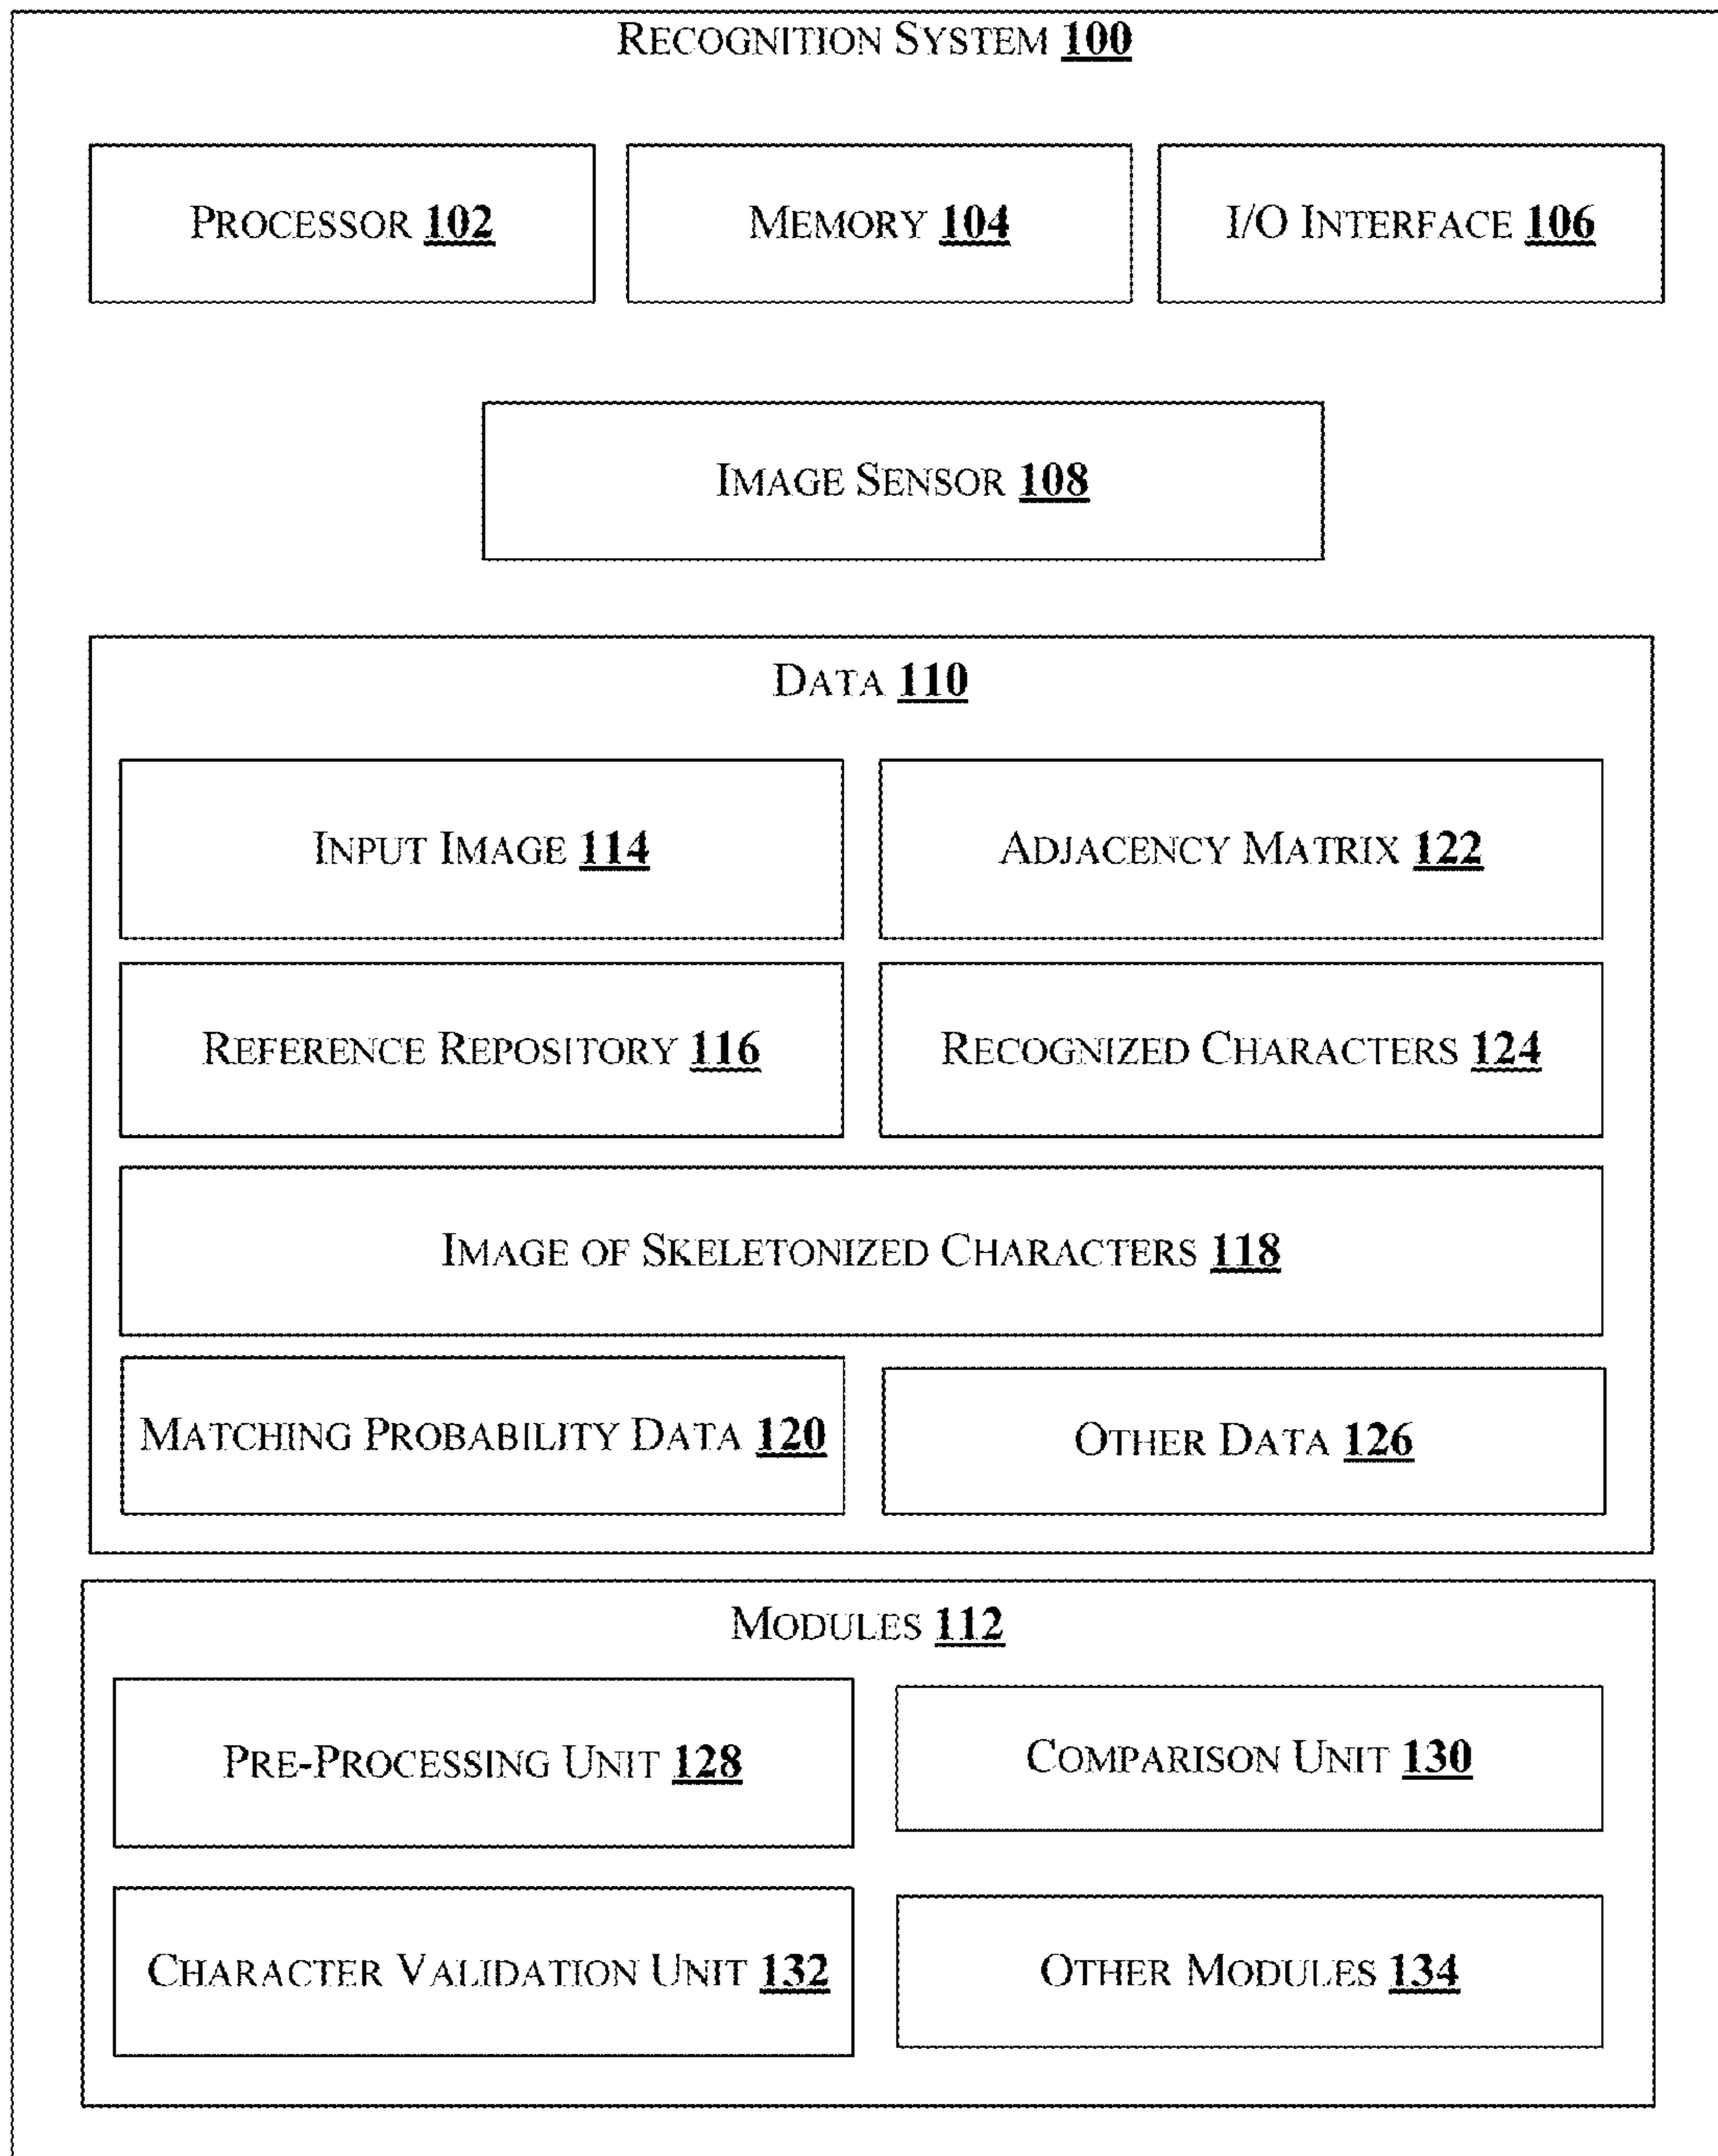 RECOGNITION SYSTEM 100
PROCESSOR 102
MEMORY 104
I/O INTERFACE 106
IMAGE SENSOR 108
DATA 110
INPUT IMAGE 114
ADJACENCY MATRIX 122
REFERENCE REPOSITORY 116
RECOGNIZED CHARACTERS 124
IMAGE OF SKELETONIZED CHARACTERS 118
MATCHING PROBABILITY DATA 120
OTHER DATA 126
MODULES 112
PRE-PROCESSING UNIT 128
COMPARISON UNIT 130
CHARACTER VALIDATION UNIT 132
OTHER MODULES 134